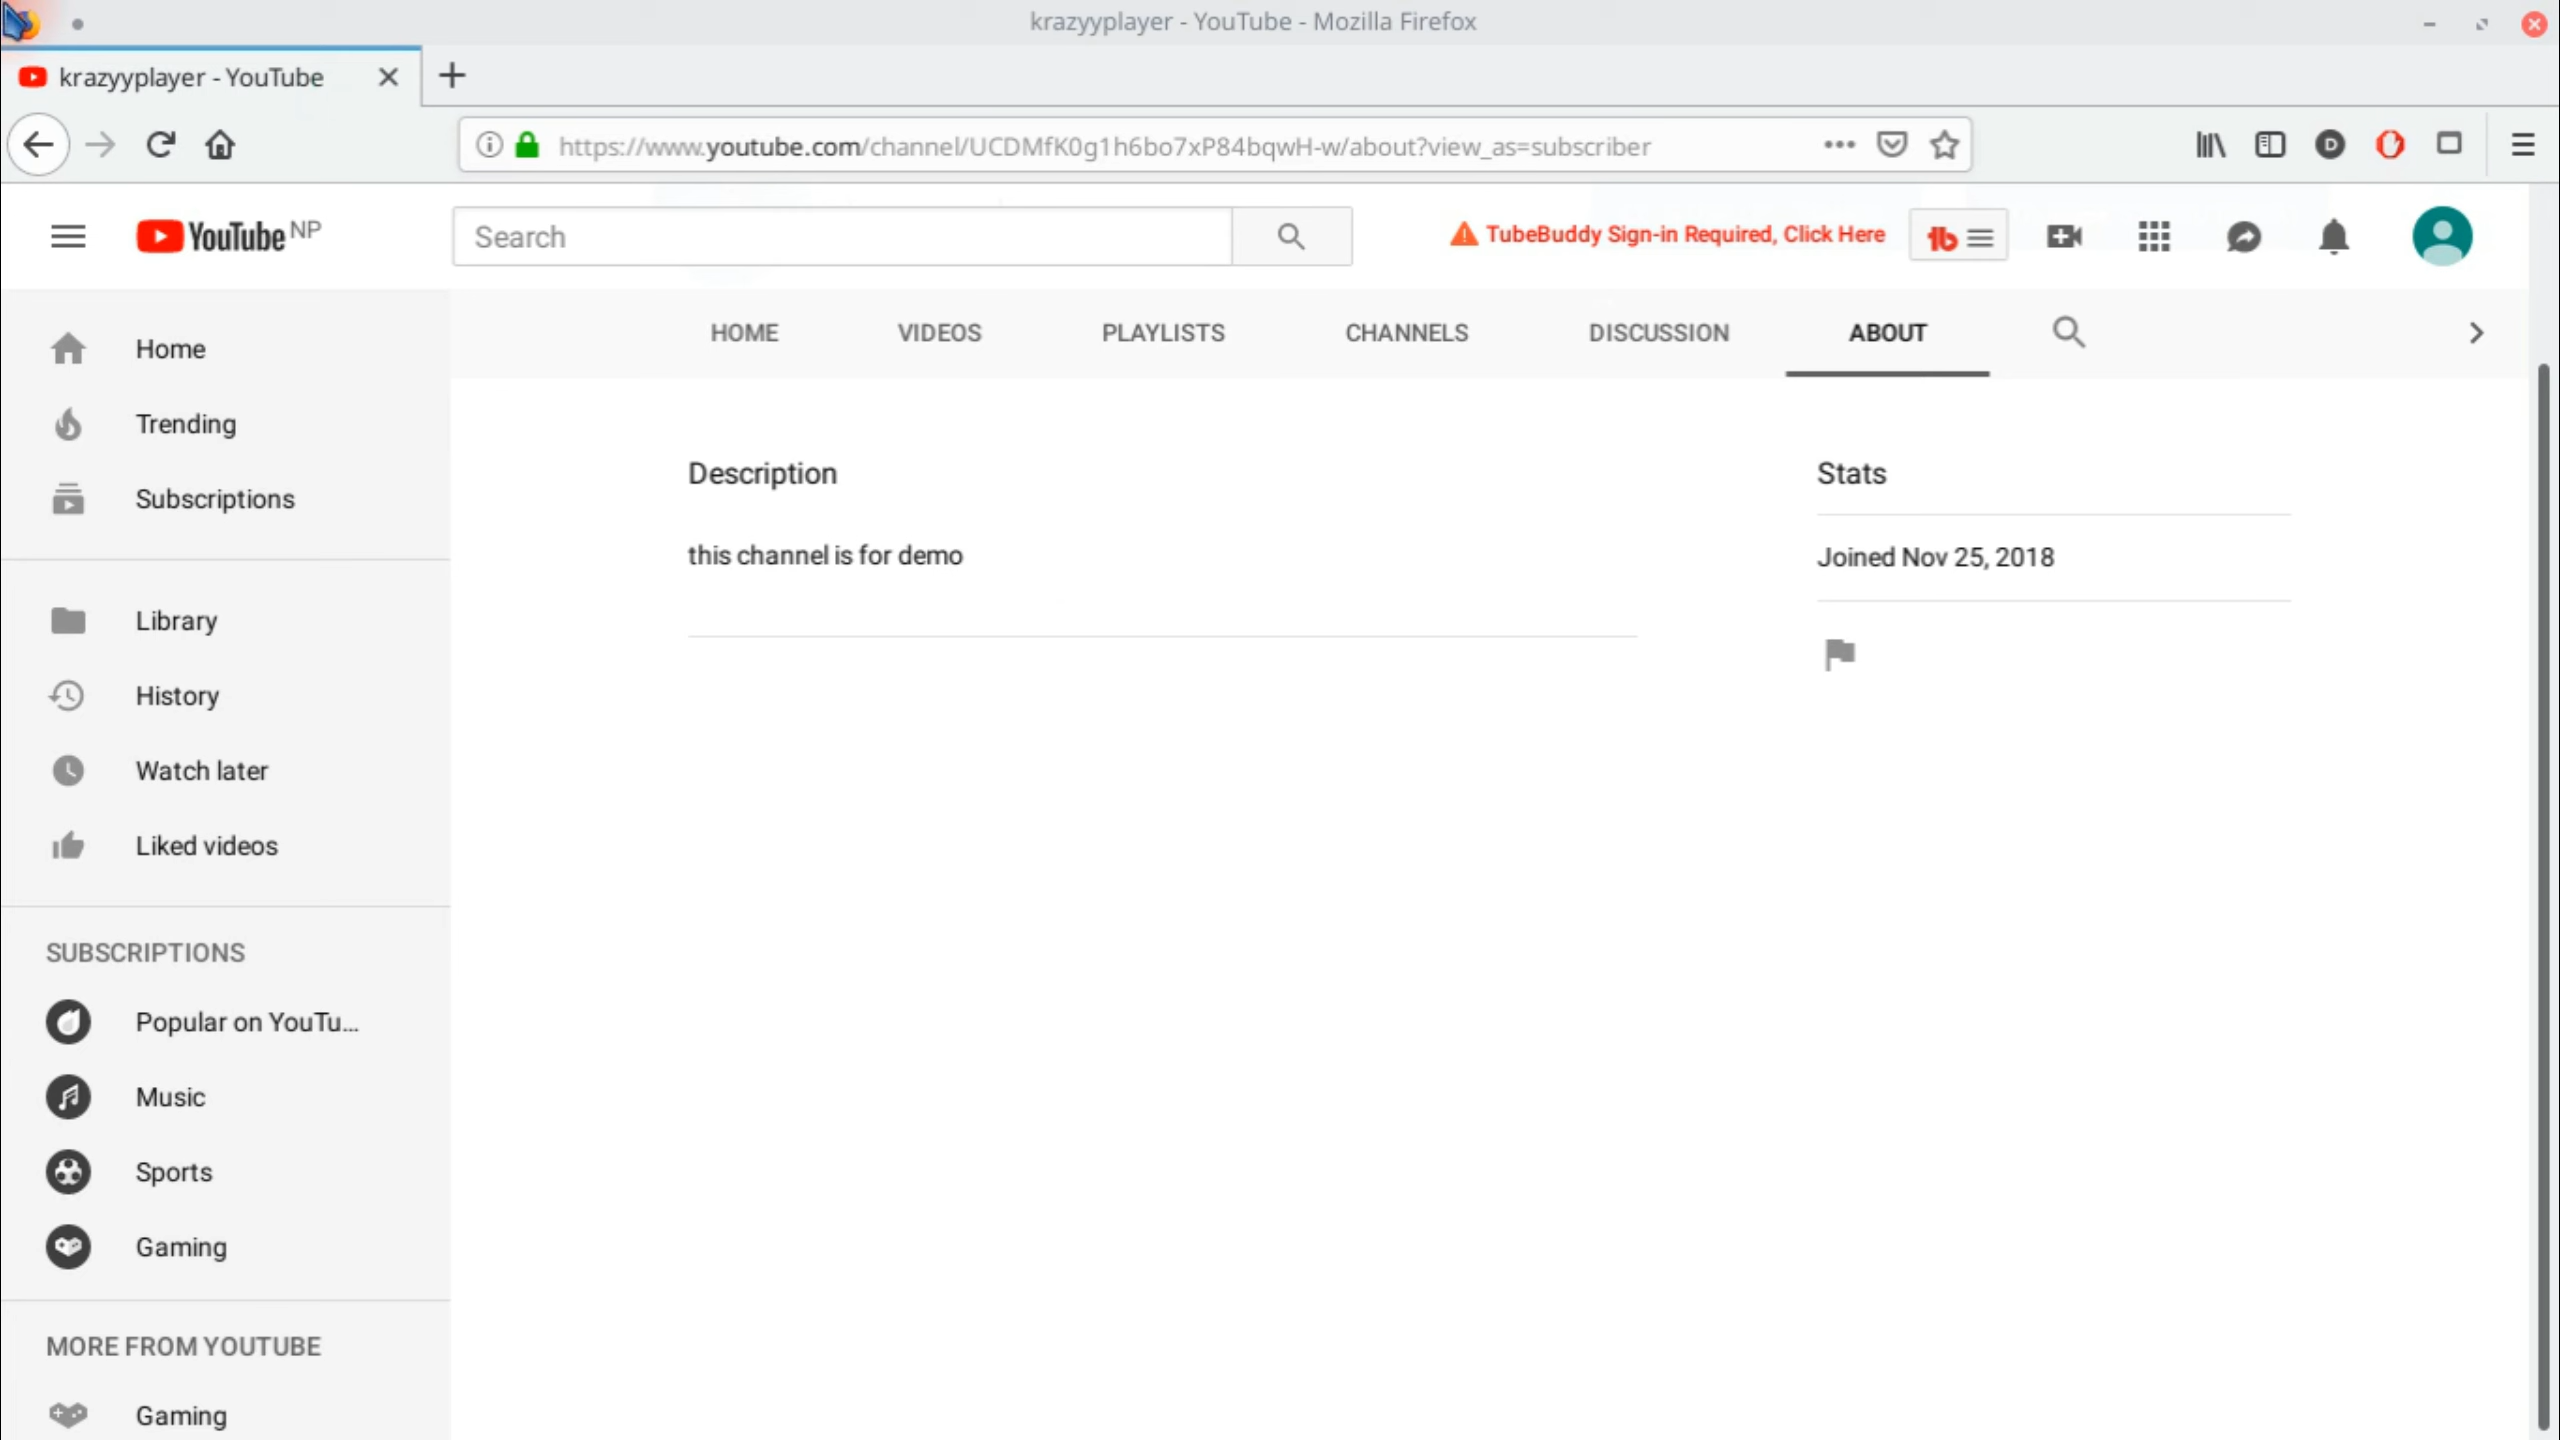 krazyyplayer - YouTube - Mozilla Firefox
krazyyplayer - YouTube
https://www.youtube.com/channel/UCDMfK0g1h6bo7xP84bqwH-w/about?view_as=subscriber
YouTube NP
Search
TubeBuddy Sign-in Required, Click Here
HOME VIDEOS PLAYLISTS CHANNELS DISCUSSION ABOUT
Home
Trending
Subscriptions
Library
History
Watch later
Liked videos
SUBSCRIPTIONS
Popular on YouTu...
Music
Sports
Gaming
MORE FROM YOUTUBE
Gaming
Description
this channel is for demo
Stats
Joined Nov 25, 2018